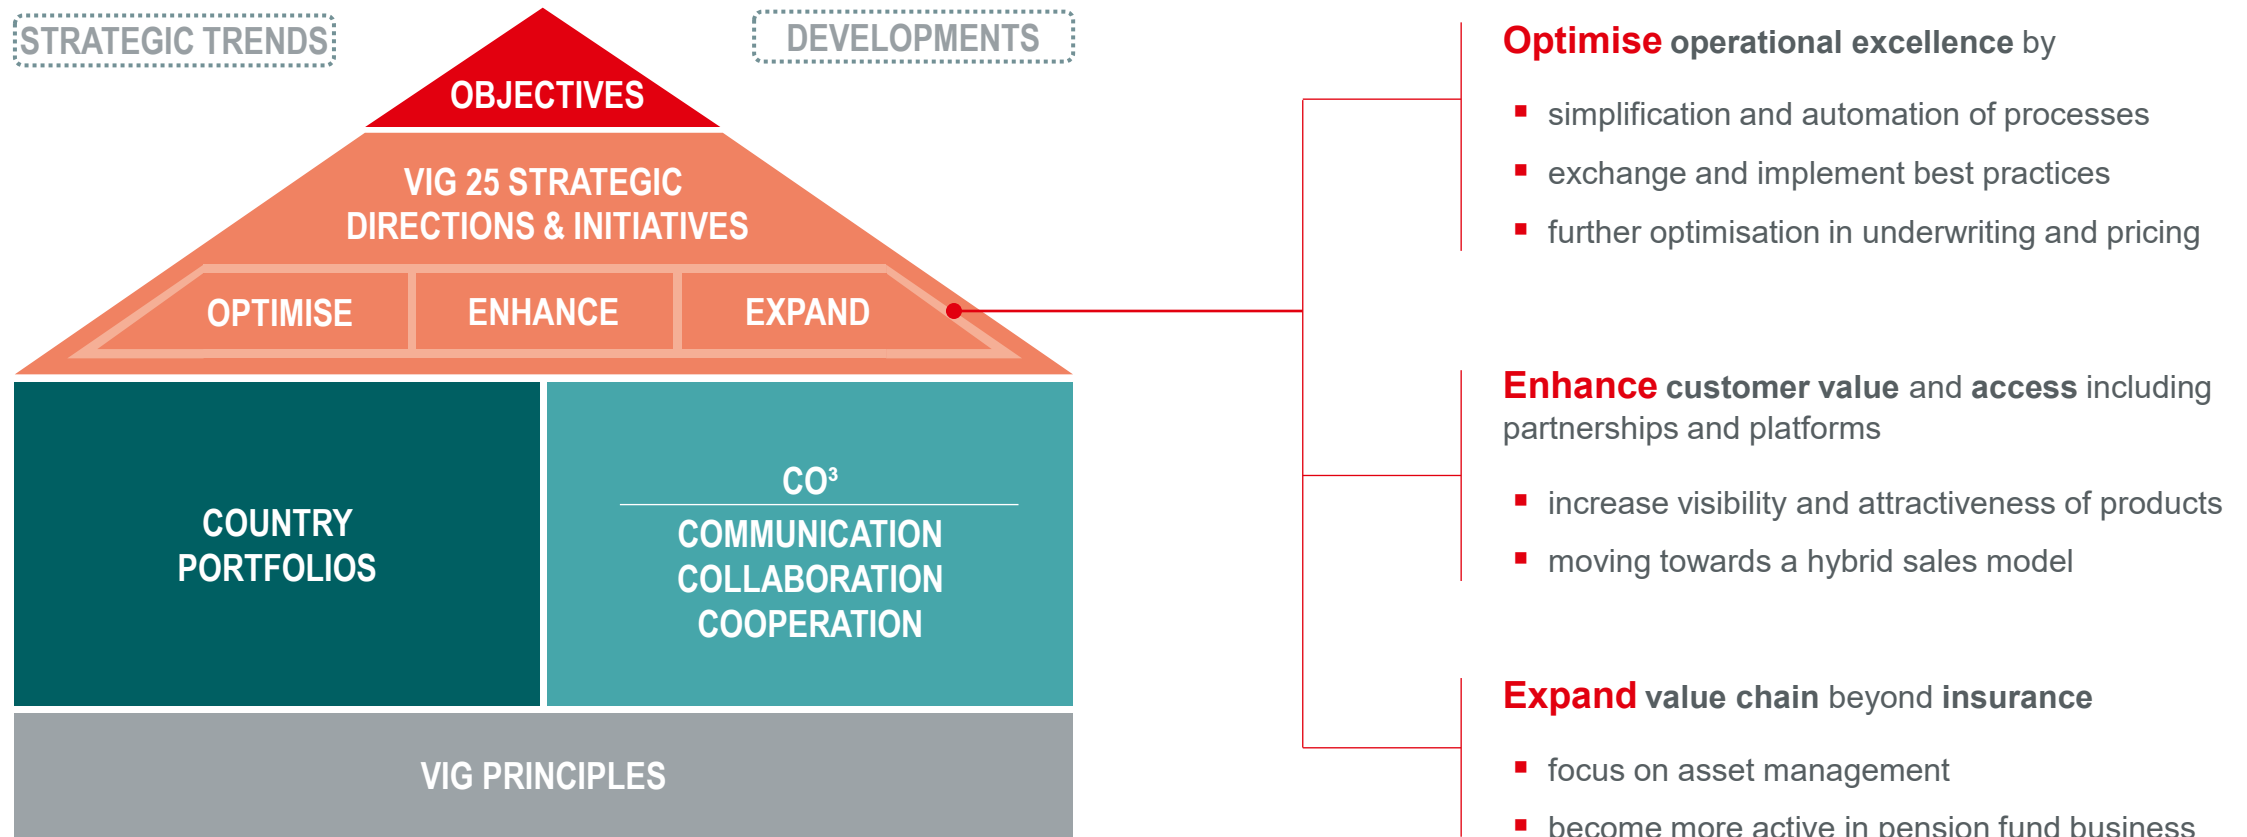 STRATEGIC TRENDS
DEVELOPMENTS
OBJECTIVES
VIG 25 STRATEGIC
DIRECTIONS & INITIATIVES
OPTIMISE
ENHANCE
EXPAND
COUNTRY
PORTFOLIOS
CO³
COMMUNICATION
COLLABORATION
COOPERATION
VIG PRINCIPLES
Optimise operational excellence by
▪ simplification and automation of processes
▪ exchange and implement best practices
▪ further optimisation in underwriting and pricing
Enhance customer value and access including
partnerships and platforms
▪ increase visibility and attractiveness of products
▪ moving towards a hybrid sales model
Expand value chain beyond insurance
▪ focus on asset management
▪ become more active in pension fund business